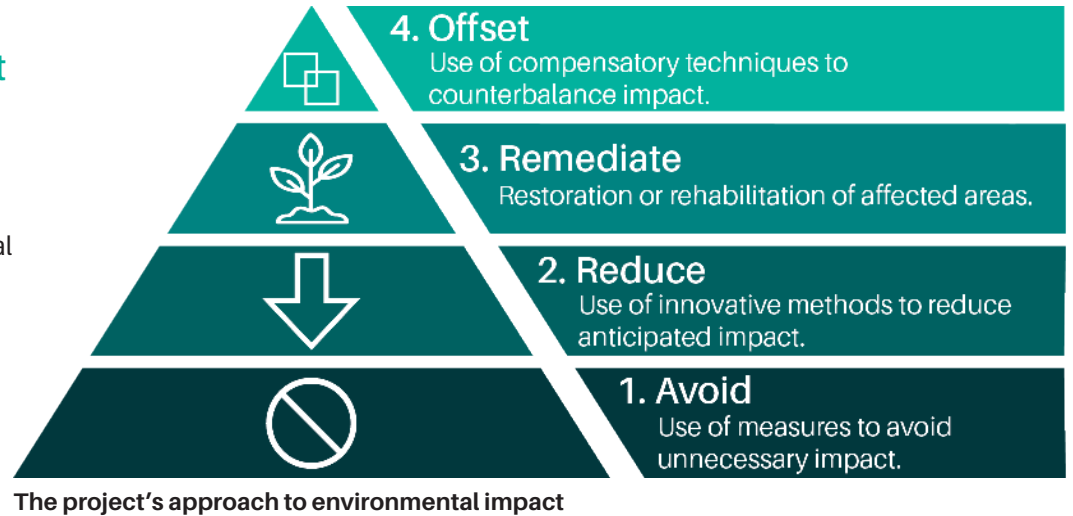 t
al
4. Offset
Use of compensatory techniques to
counterbalance impact.
3. Remediate
Restoration or rehabilitation of affected areas.
2. Reduce
Use of innovative methods to reduce
anticipated impact.
1. Avoid
Use of measures to avoid
unnecessary impact.
The project's approach to environmental impact